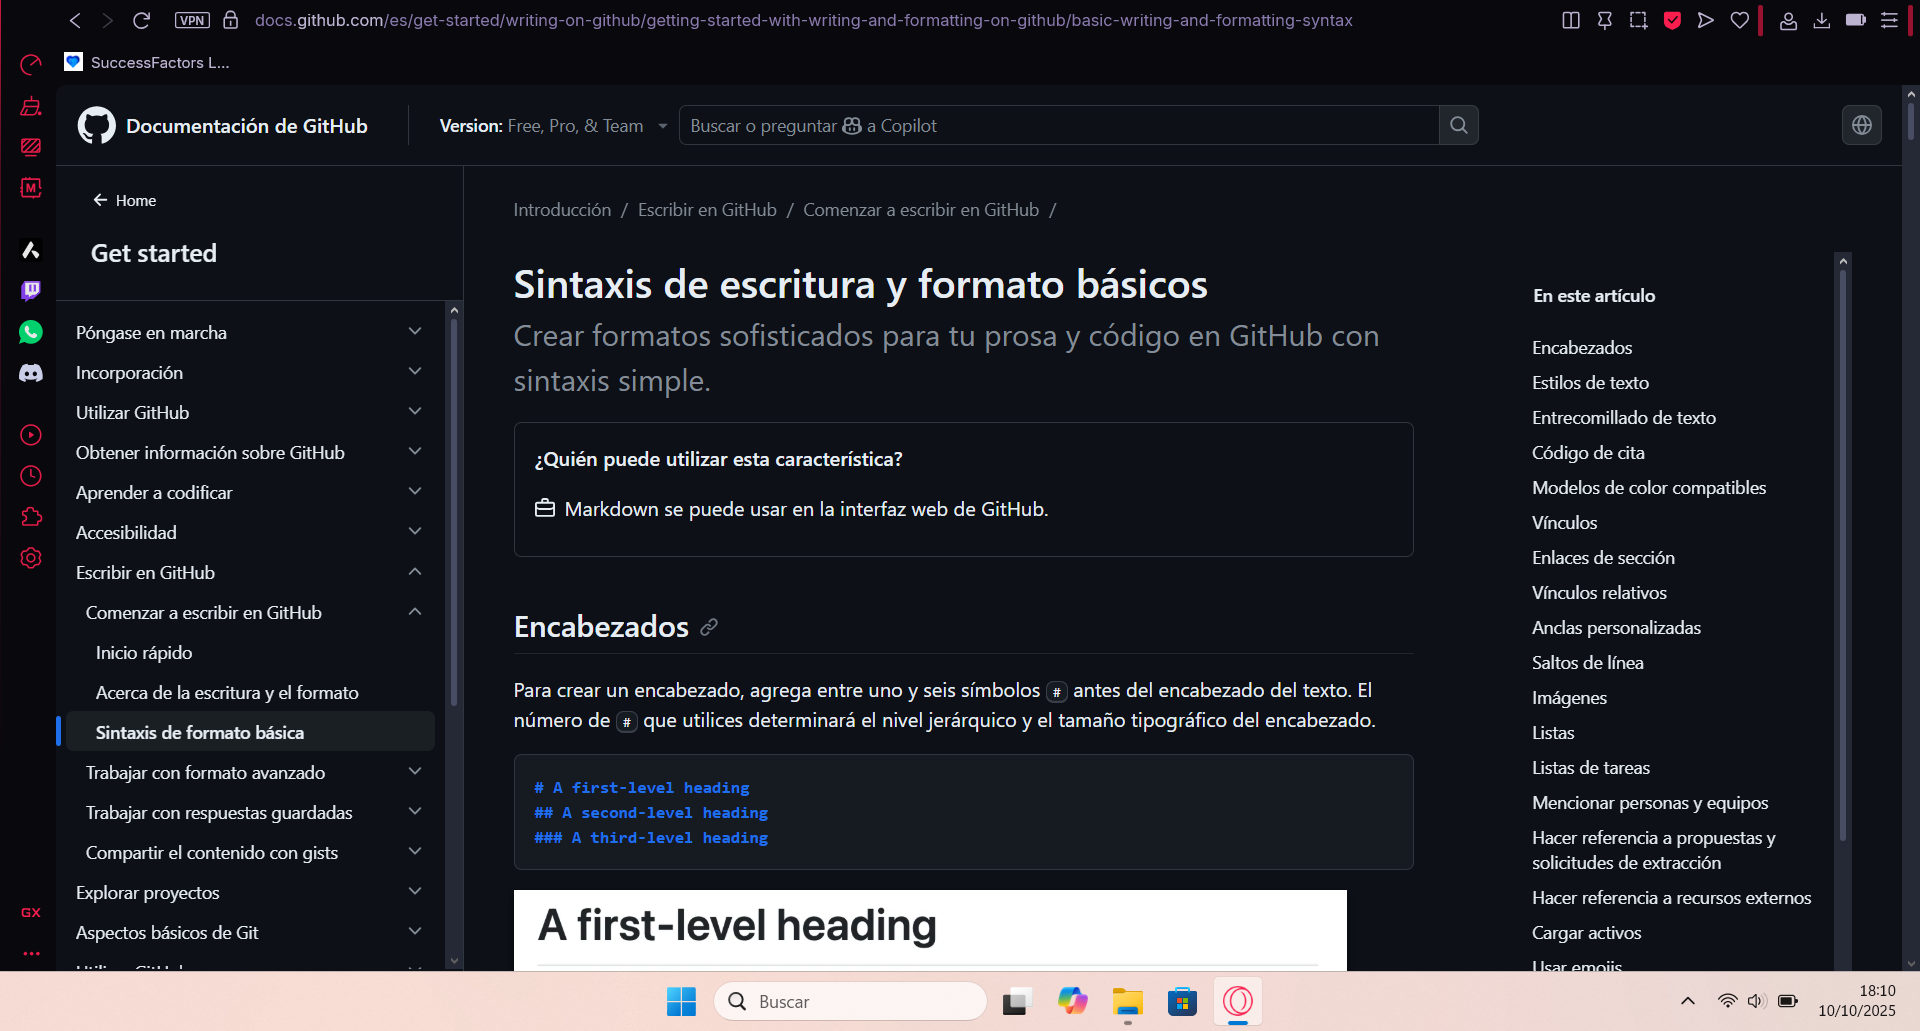 VPN
docs.github.com/es/get-started/writing-on-github/getting-started-with-writing-and-formatting-on-github/basic-writing-and-formatting-syntax
SuccessFactors L...
Documentación de GitHub
Version: Free, Pro, & Team
Buscar o preguntar a Copilot
Home
Get started
Póngase en marcha
Incorporación
Utilizar GitHub
Obtener información sobre GitHub
Aprender a codificar
Accesibilidad
Escribir en GitHub
Comenzar a escribir en GitHub
Inicio rápido
Acerca de la escritura y el formato
Sintaxis de formato básica
Trabajar con formato avanzado
Trabajar con respuestas guardadas
Compartir el contenido con gists
Explorar proyectos
Aspectos básicos de Git
Introducción / Escribir en GitHub / Comenzar a escribir en GitHub /
Sintaxis de escritura y formato básicos
Crear formatos sofisticados para tu prosa y código en GitHub con
sintaxis simple.
¿Quién puede utilizar esta característica?
Markdown se puede usar en la interfaz web de GitHub.
Encabezados
Para crear un encabezado, agrega entre uno y seis símbolos # antes del encabezado del texto. El
número de # que utilices determinará el nivel jerárquico y el tamaño tipográfico del encabezado.
# A first-level heading
## A second-level heading
### A third-level heading
A first-level heading
En este artículo
Encabezados
Estilos de texto
Entrecomillado de texto
Código de cita
Modelos de color compatibles
Vínculos
Enlaces de sección
Vínculos relativos
Anclas personalizadas
Saltos de línea
Imágenes
Listas
Listas de tareas
Mencionar personas y equipos
Hacer referencia a propuestas y
solicitudes de extracción
Hacer referencia a recursos externos
Cargar activos
Usar emojis
M
GX
Buscar
18:10
10/10/2025